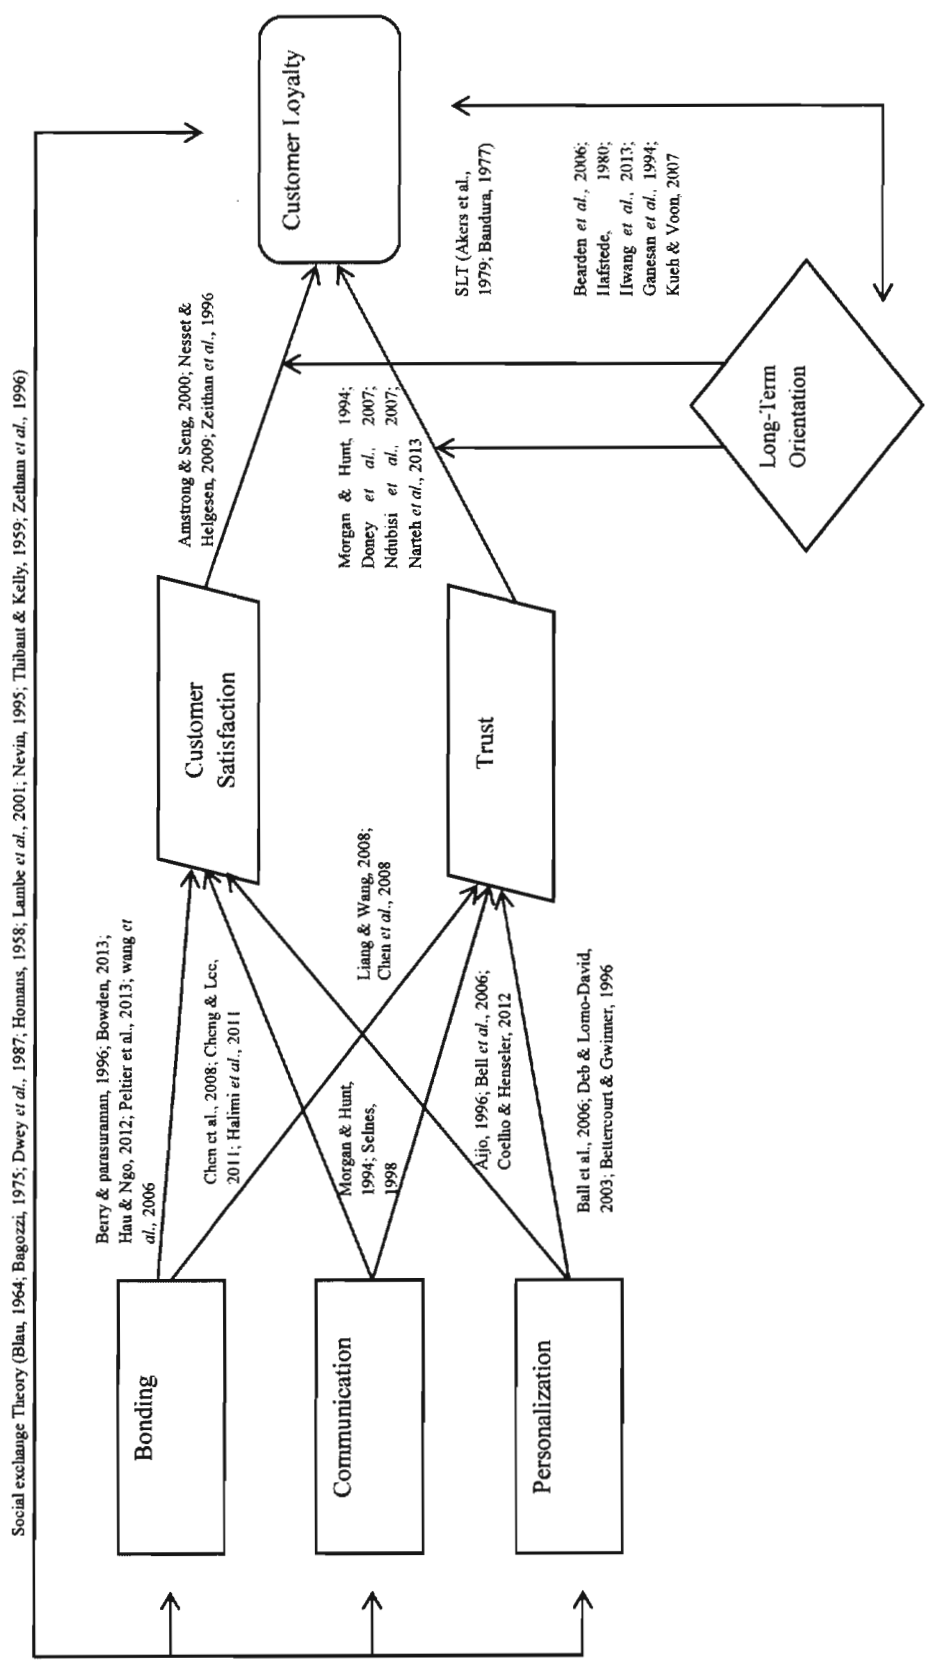 Social exchange Theory (Blau, 1964; Bagozzi, 1975; Dwey et al., 1987; Homans, 1958; Lambe et al., 2001; Nevin, 1995; Thibant & Kelly, 1959; Zetham et al., 1996)
Berry & parasuraman, 1996; Bowden, 2013;
Hau & Ngo, 2012; Peltier et al., 2013; wang et
al., 2006
Bonding
Chen et al., 2008; Cheng & Lee,
2011; Halimi et al., 2011
Communication
Morgan & Hunt,
1994; Selnes,
1998
Personalization
Liang & Wang, 2008;
Chen et al., 2008
Aijo, 1996; Bell et al., 2006;
Coelho & Henseler, 2012
Ball et al., 2006; Deb & Lomo-David,
2003; Bettercourt & Gwinner, 1996
Customer
Satisfaction
Trust
Amstrong & Seng, 2000; Nesset &
Helgesen, 2009; Zeithan et al., 1996
Morgan & Hunt, 1994;
Doney et al., 2007;
Ndubisi et al., 2007;
Narteh et al., 2013
Customer Loyalty
SLT (Akers et al.,
1979; Bandura, 1977)
Bearden et al., 2006;
Hafstede, 1980;
Hwang et al., 2013;
Ganesan et al., 1994;
Kueh & Voon, 2007
Long-Term
Orientation